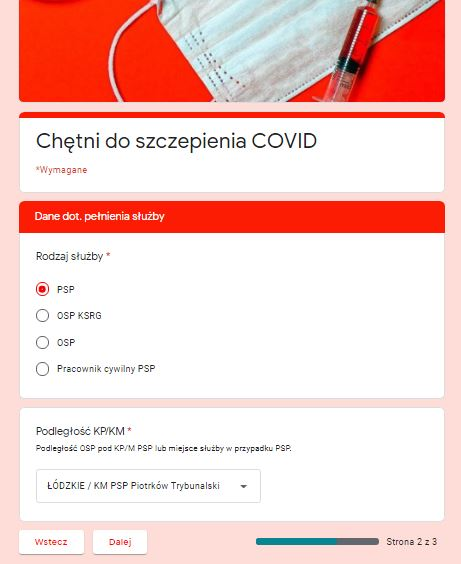 Chętni do szczepienia COVID
*Wymagane
Dane dot. pełnienia służby
Rodzaj służby *
PSP
OSP KSRG
OSP
Pracownik cywilny PSP
Podległość KP/KM *
Podległość OSP pod KP/M PSP lub miejsce służby w przypadku PSP.
ŁÓDZKIE / KM PSP Piotrków Trybunalski
Wstecz Dalej Strona 2 z 3